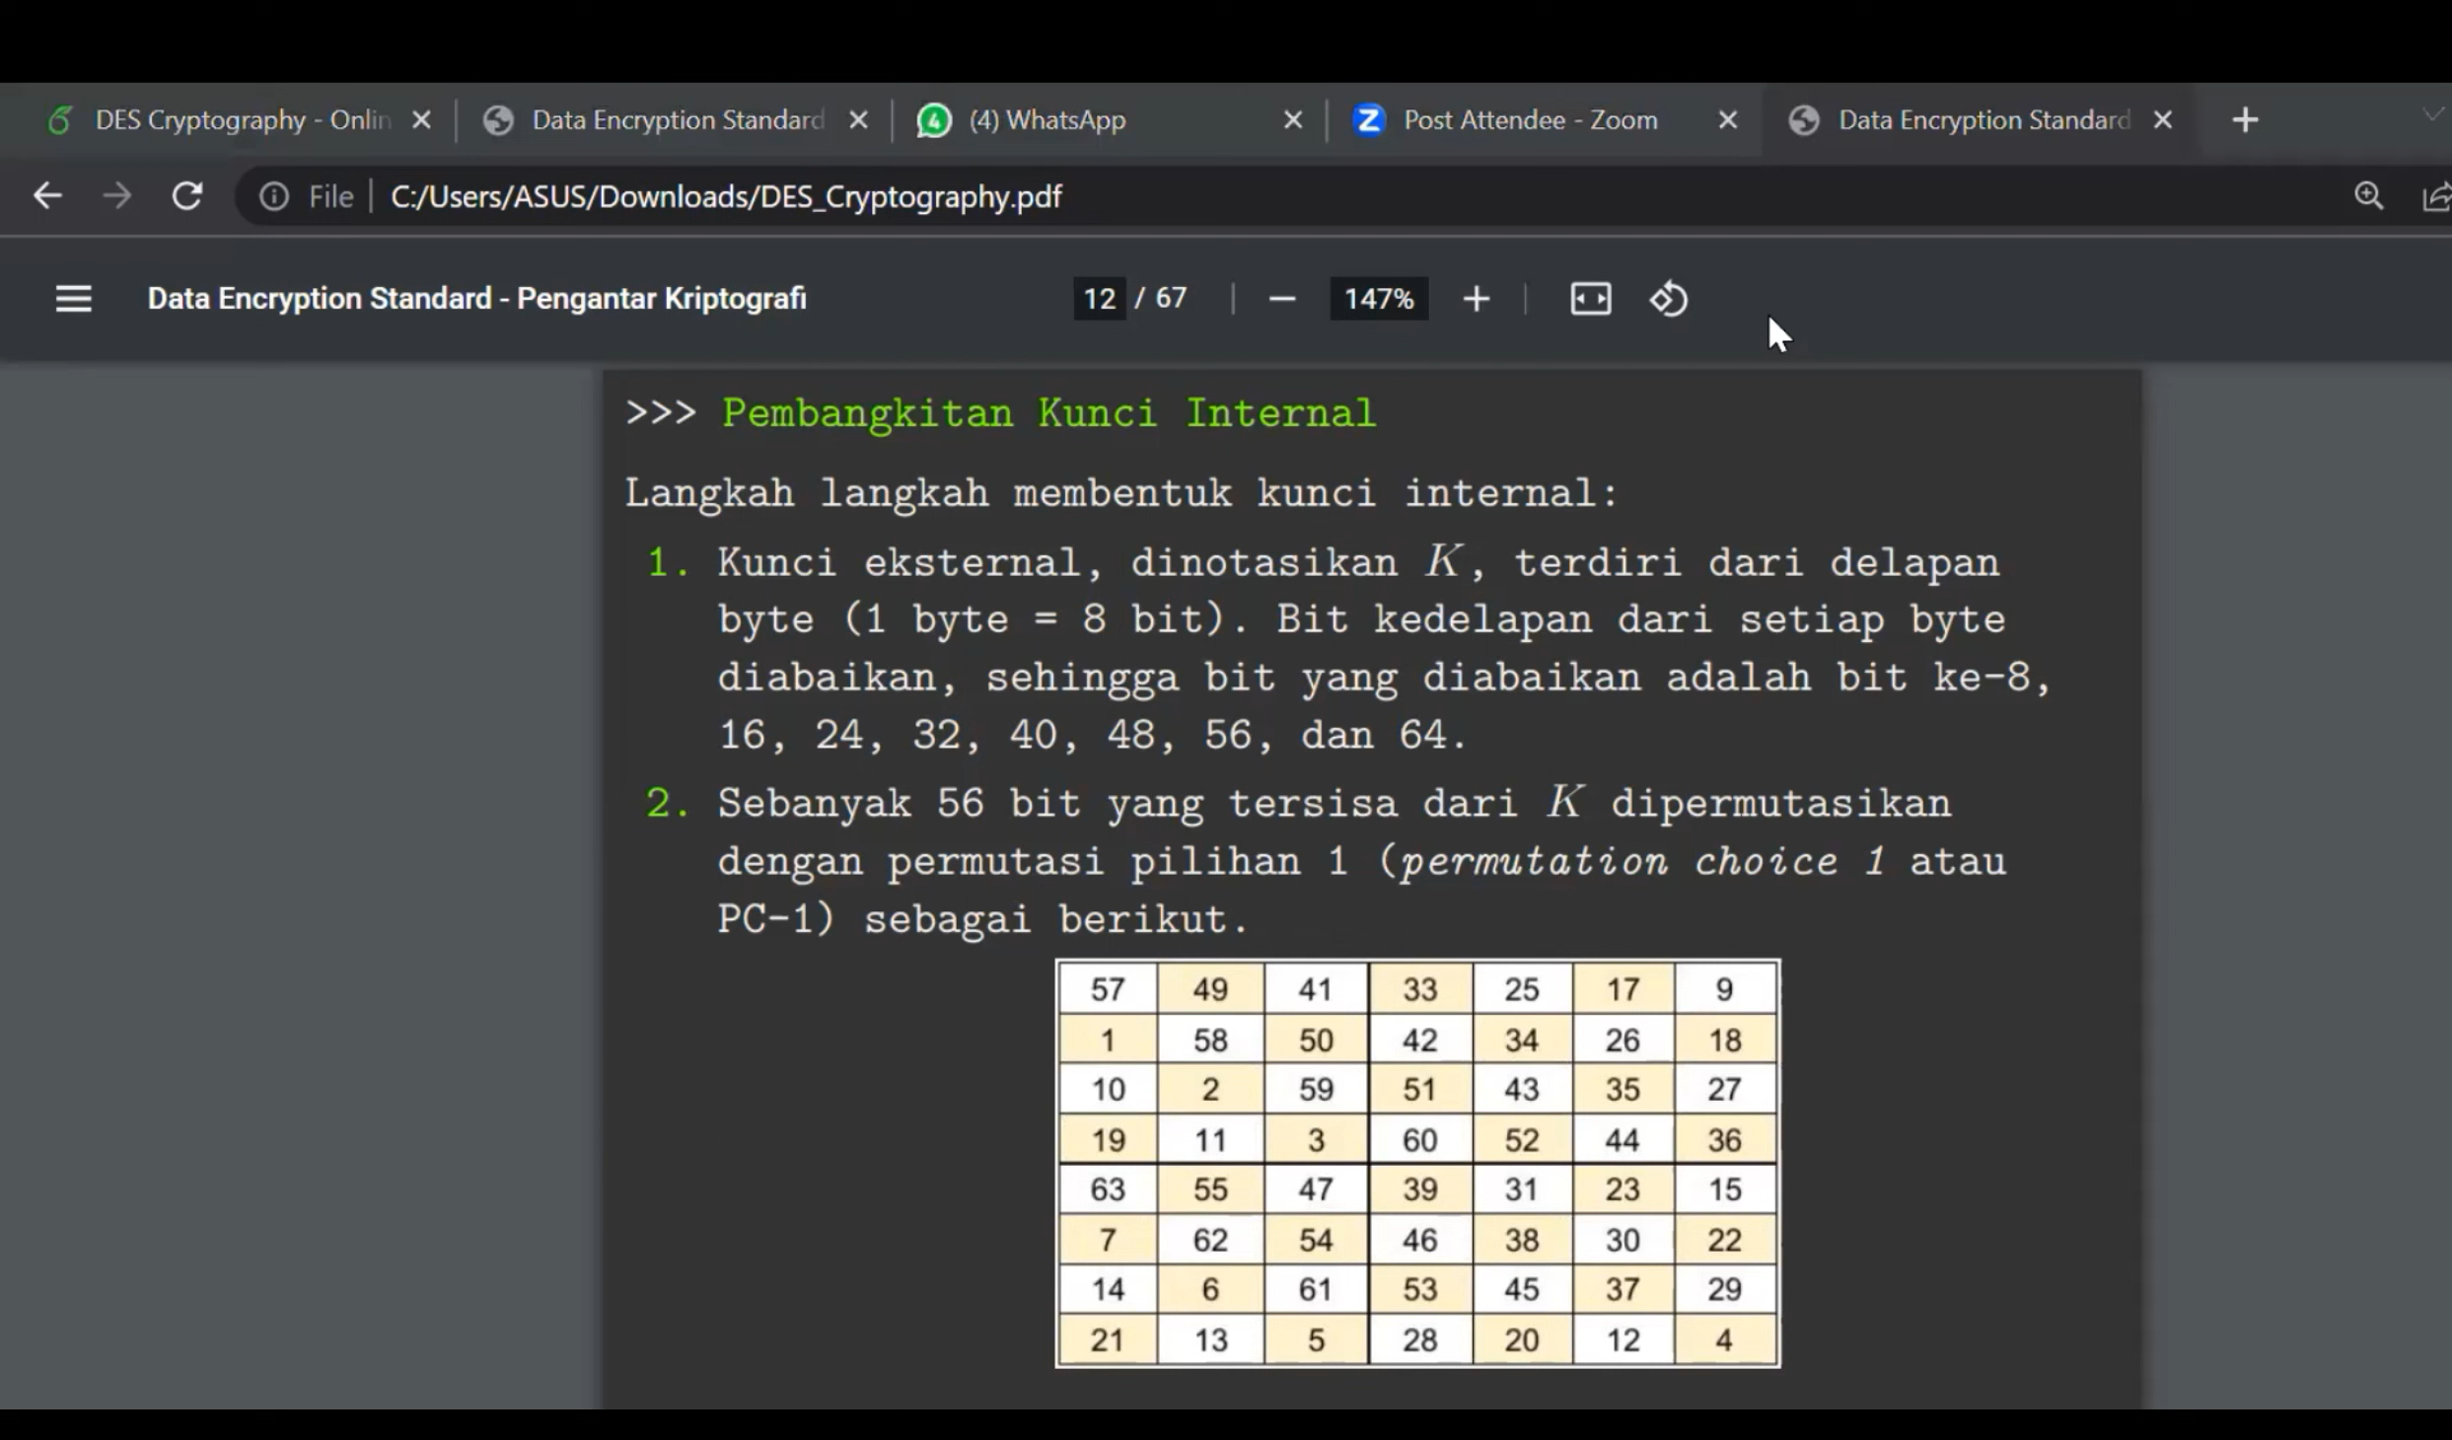 DES Cryptography - Onlin
Data Encryption Standard
(4) WhatsApp
Post Attendee - Zoom
Data Encryption Standard
File
C:/Users/ASUS/Downloads/DES_Cryptography.pdf
Data Encryption Standard - Pengantar Kriptografi
12 / 67
147%
>>> Pembangkitan Kunci Internal
Langkah langkah membentuk kunci internal:
1. Kunci eksternal, dinotasikan K, terdiri dari delapan
byte (1 byte = 8 bit). Bit kedelapan dari setiap byte
diabaikan, sehingga bit yang diabaikan adalah bit ke-8,
16, 24, 32, 40, 48, 56, dan 64.
2. Sebanyak 56 bit yang tersisa dari K dipermutasikan
dengan permutasi pilihan 1 (permutation choice 1 atau
PC-1) sebagai berikut.
57 49 41 33 25 17 9
1 58 50 42 34 26 18
10 2 59 51 43 35 27
19 11 3 60 52 44 36
63 55 47 39 31 23 15
7 62 54 46 38 30 22
14 6 61 53 45 37 29
21 13 5 28 20 12 4